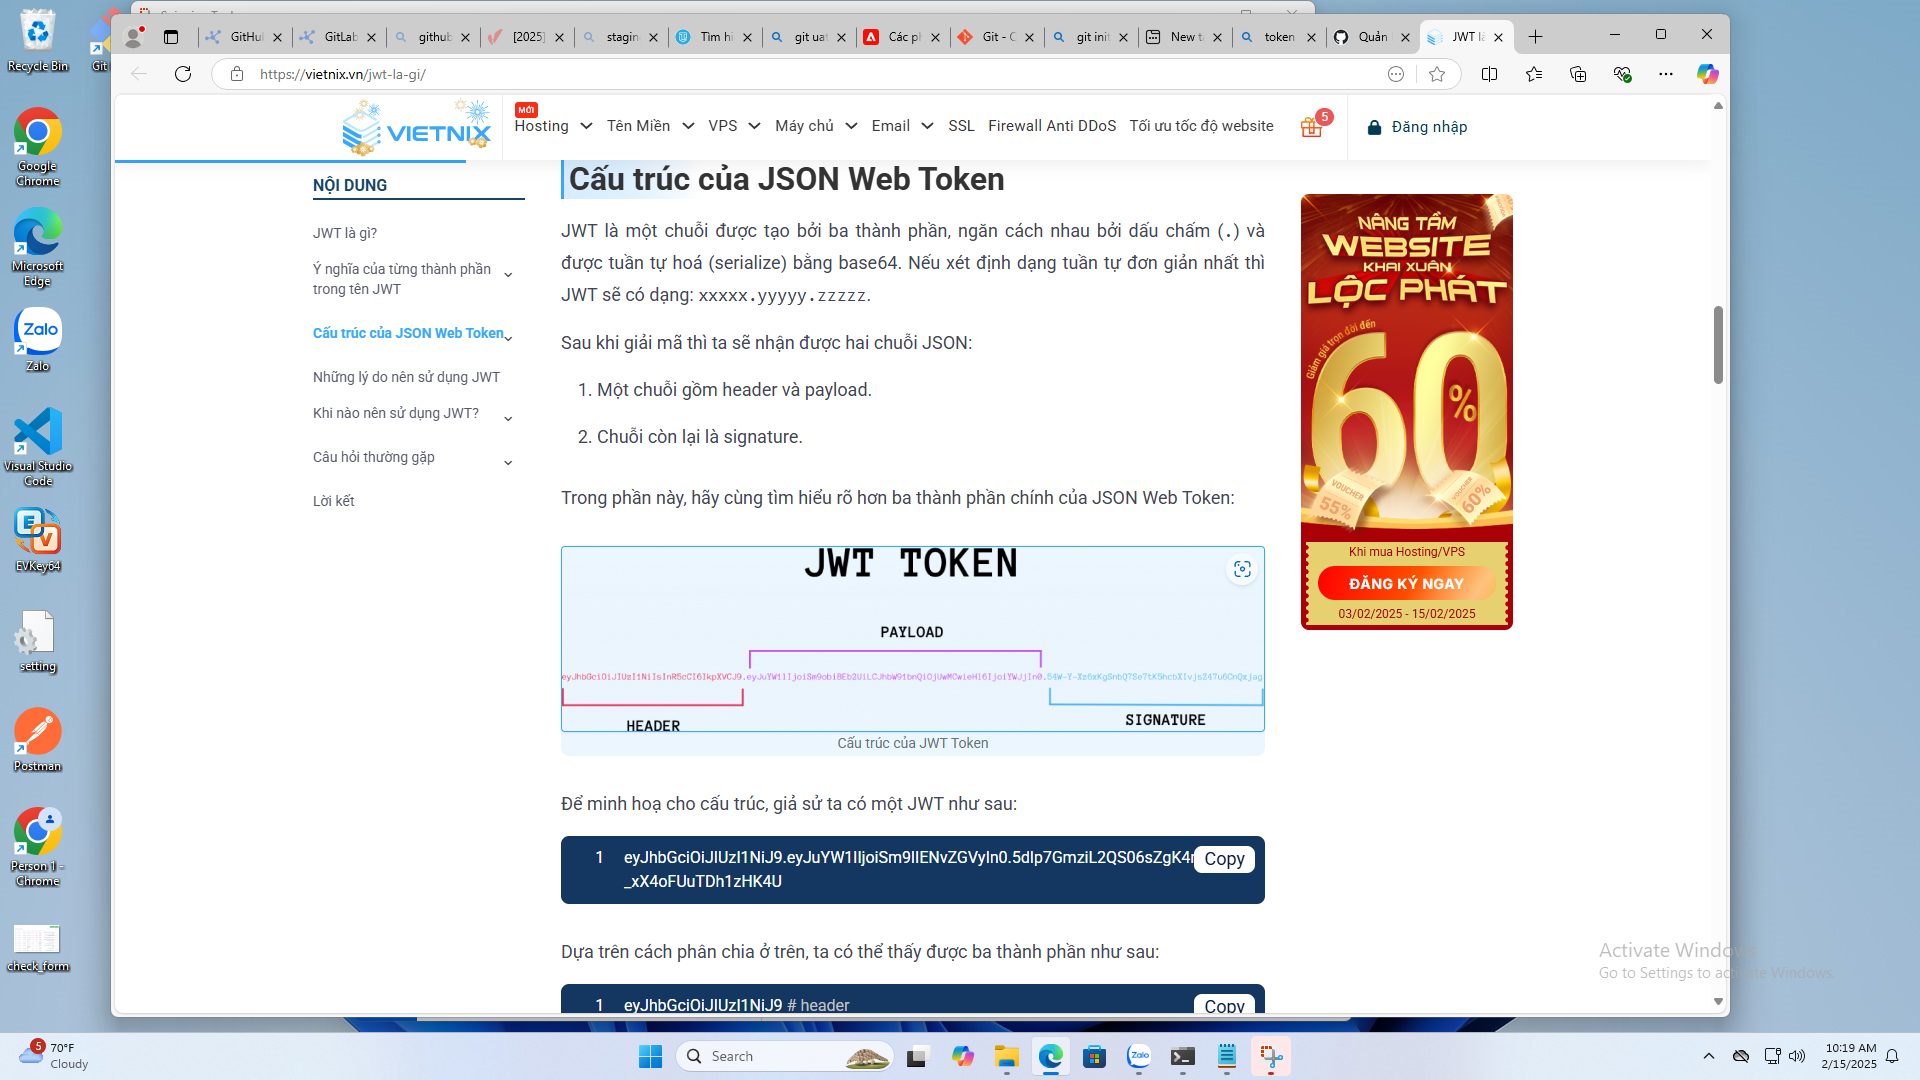 Recycle Bin
Git
Google Chrome
Microsoft Edge
Zalo
Visual Studio Code
EVKey64
setting
Postman
Person 1 - Chrome
check_form
GitHu
GitLab
github
[2025]
stagin
Tìm hi
git uat
Các ph
Git - C
git init
New ta
token
Quản
JWT là
https://vietnix.vn/jwt-la-gi/
VIETNIX
MỚI
Hosting
Tên Miền
VPS
Máy chủ
Email
SSL
Firewall Anti DDoS
Tối ưu tốc độ website
5
Đăng nhập
NỘI DUNG
JWT là gì?
Ý nghĩa của từng thành phần
trong tên JWT
Cấu trúc của JSON Web Token
Những lý do nên sử dụng JWT
Khi nào nên sử dụng JWT?
Câu hỏi thường gặp
Lời kết
Cấu trúc của JSON Web Token
JWT là một chuỗi được tạo bởi ba thành phần, ngăn cách nhau bởi dấu chấm (.) và
được tuần tự hoá (serialize) bằng base64. Nếu xét định dạng tuần tự đơn giản nhất thì
JWT sẽ có dạng: xxxxx.yyyyy.zzzzz.
Sau khi giải mã thì ta sẽ nhận được hai chuỗi JSON:
1. Một chuỗi gồm header và payload.
2. Chuỗi còn lại là signature.
Trong phần này, hãy cùng tìm hiểu rõ hơn ba thành phần chính của JSON Web Token:
JWT TOKEN
PAYLOAD
HEADER
SIGNATURE
Cấu trúc của JWT Token
Để minh hoạ cho cấu trúc, giả sử ta có một JWT như sau:
1
Copy
_xX4oFUuTDh1zHK4U
Dựa trên cách phân chia ở trên, ta có thể thấy được ba thành phần như sau:
1 eyJhbGciOiJIUzI1NiJ9 # header
Copy
NÂNG TẦM
WEBSITE
KHAI XUÂN
LỘC PHÁT
Giảm giá trọn đời đến
60%
VOUCHER
55%
VOUCHER
60%
Khi mua Hosting/VPS
ĐĂNG KÝ NGAY
03/02/2025 - 15/02/2025
Activate Windows
Go to Settings to activate Windows.
5
70°F
Cloudy
Search
10:19 AM
2/15/2025